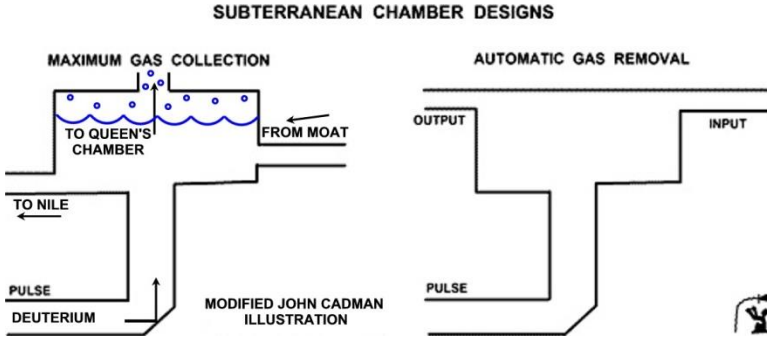 SUBTERRANEAN CHAMBER DESIGNS
MAXIMUM GAS COLLECTION
TO QUEEN'S
CHAMBER
FROM MOAT
TO NILE
PULSE
DEUTERIUM
MODIFIED JOHN CADMAN
ILLUSTRATION
AUTOMATIC GAS REMOVAL
OUTPUT
INPUT
PULSE